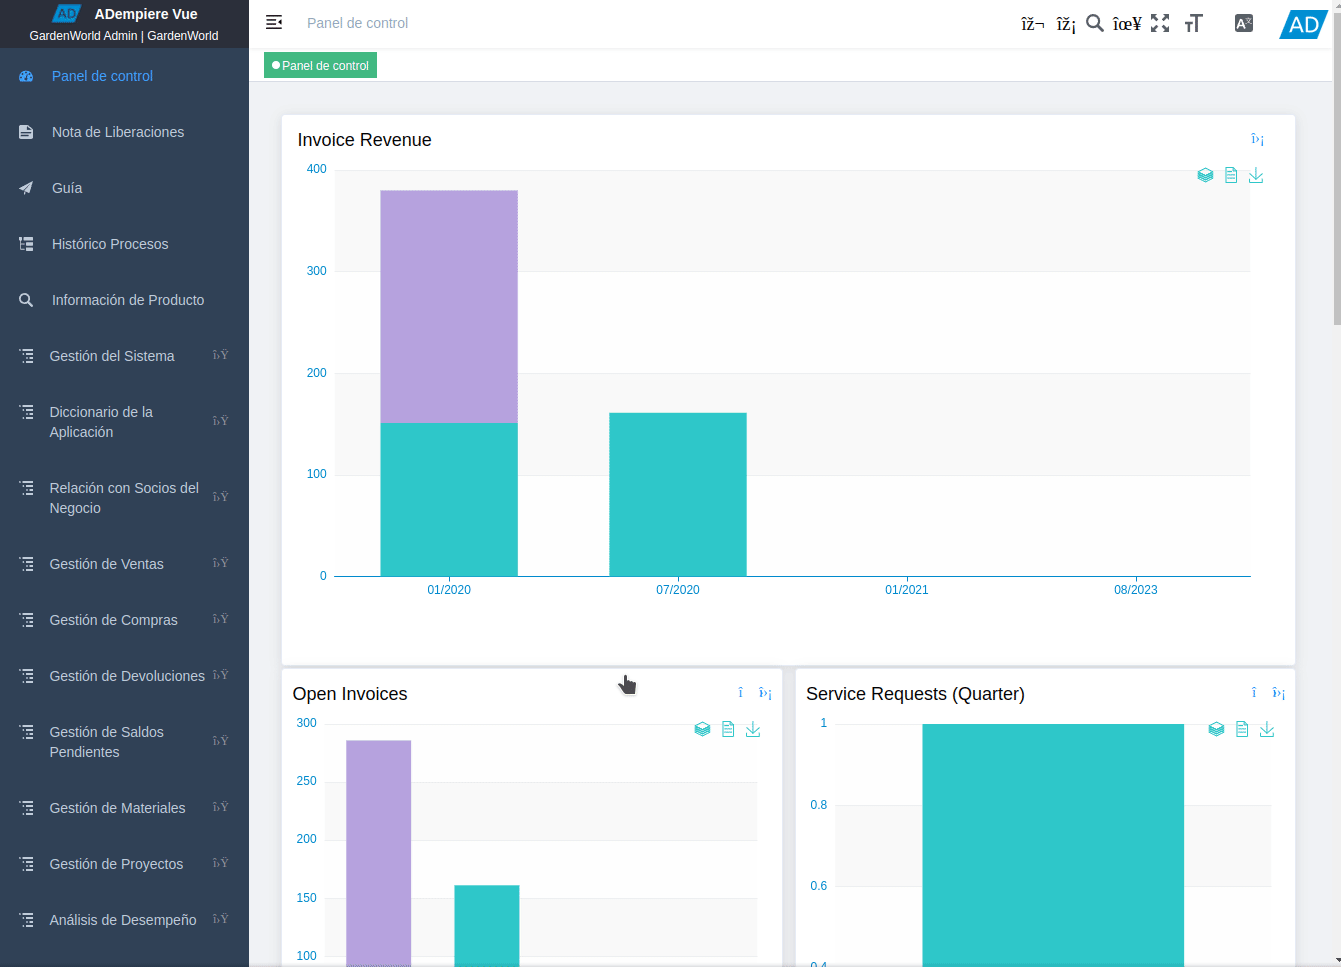 AD ADempiere Vue
GardenWorld Admin | GardenWorld
Panel de control
Nota de Liberaciones
Guía
Histórico Procesos
Información de Producto
Gestión del Sistema
Diccionario de la
Aplicación
Relación con Socios del
Negocio
Gestión de Ventas
Gestión de Compras
Gestión de Devoluciones
Gestión de Saldos
Pendientes
Gestión de Materiales
Gestión de Proyectos
Análisis de Desempeño
Panel de control
AD
Panel de control
Invoice Revenue
400
300
200
100
0
01/2020 07/2020 01/2021 08/2023
Open Invoices
300
250
200
150
100
Service Requests (Quarter)
1
0.8
0.6
0.4